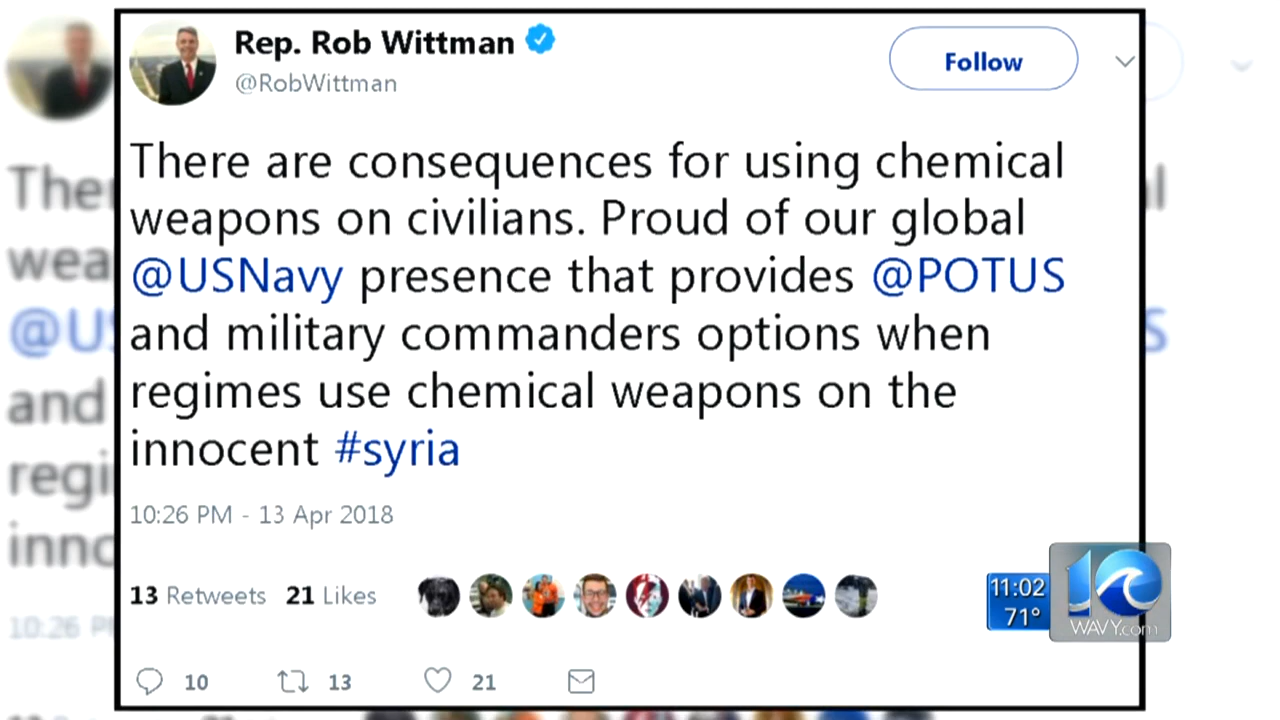 Rep. Rob Wittman
@RobWittman
Follow
There are consequences for using chemical
weapons on civilians. Proud of our global
@USNavy presence that provides @POTUS
and military commanders options when
regimes use chemical weapons on the
innocent #syria
10:26 PM - 13 Apr 2018
13 Retweets 21 Likes
10 13 21
11:02
71°
10
WAVY.com